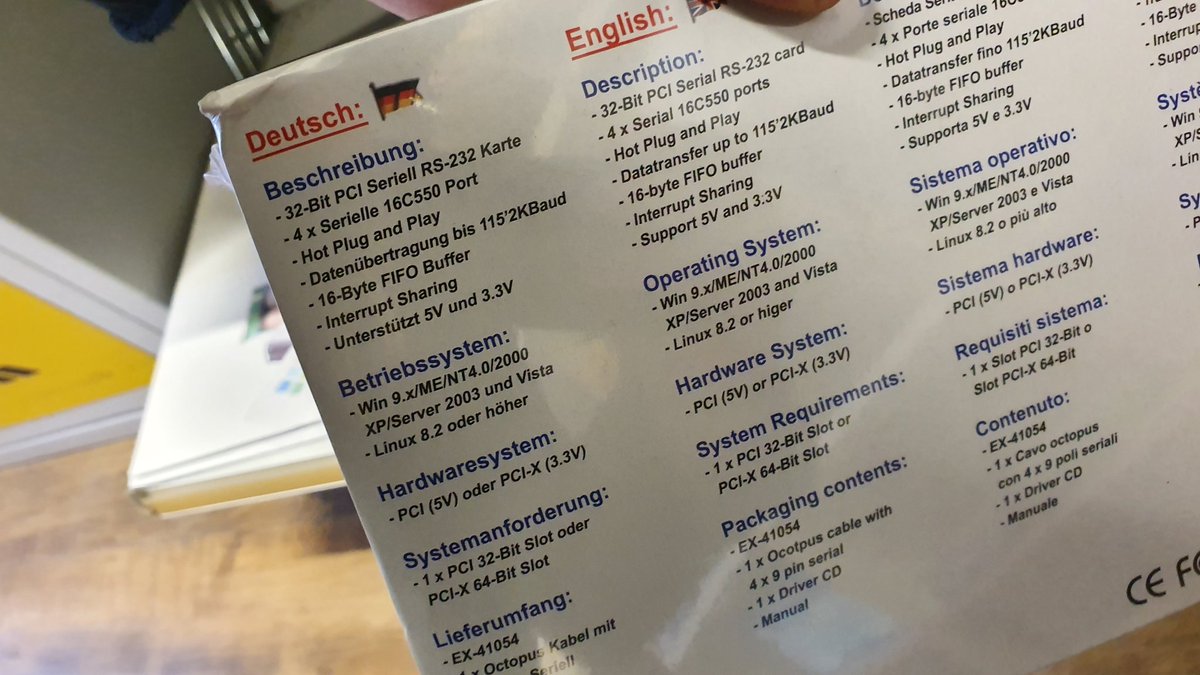 Deutsch:
Beschreibung:
- 32-Bit PCI Seriell RS-232 Karte
- 4 x Serielle 16C550 Port
- Hot Plug and Play
- Datenübertragung bis 115'2KBaud
- 16-Byte FIFO Buffer
- Interrupt Sharing
- Unterstützt 5V und 3.3V
Betriebssystem:
- Win 9.x/ME/NT4.0/2000
XP/Server 2003 und Vista
- Linux 8.2 oder höher
Hardwaresystem:
- PCI (5V) oder PCI-X (3.3V)
Systemanforderung:
- 1 x PCI 32-Bit Slot oder
PCI-X 64-Bit Slot
Lieferumfang:
- EX-41054
- 1 x Octopus Kabel mit
Seriell
English:
Description:
- 32-Bit PCI Serial RS-232 card
- 4 x Serial 16C550 ports
- Hot Plug and Play
- Datatransfer up to 115'2KBaud
- 16-byte FIFO buffer
- Interrupt Sharing
- Support 5V and 3.3V
Operating System:
- Win 9.x/ME/NT4.0/2000
XP/Server 2003 and Vista
- Linux 8.2 or higer
Hardware System:
- PCI (5V) or PCI-X (3.3V)
System Requirements:
- 1 x PCI 32-Bit Slot or
PCI-X 64-Bit Slot
Packaging contents:
- EX-41054
- 1 x Ocotpus cable with
4 x 9 pin serial
- 1 x Driver CD
- Manual
- Scheda
- 4 x Porte seriale
- Hot Plug and Play
- Datatransfer fino 115'2KBaud
- 16-byte FIFO buffer
- Interrupt Sharing
- Supporta 5V e 3.3V
Sistema operativo:
- Win 9.x/ME/NT4.0/2000
XP/Server 2003 e Vista
- Linux 8.2 o più alto
Sistema hardware:
- PCI (5V) o PCI-X (3.3V)
Requisiti sistema:
- 1 x Slot PCI 32-Bit o
Slot PCI-X 64-Bit
Contenuto:
- EX-41054
- 1 x Cavo octopus
con 4 x 9 poli seriali
- 1 x Driver CD
- Manuale
- 16-Byte
- Support
- Win
CE